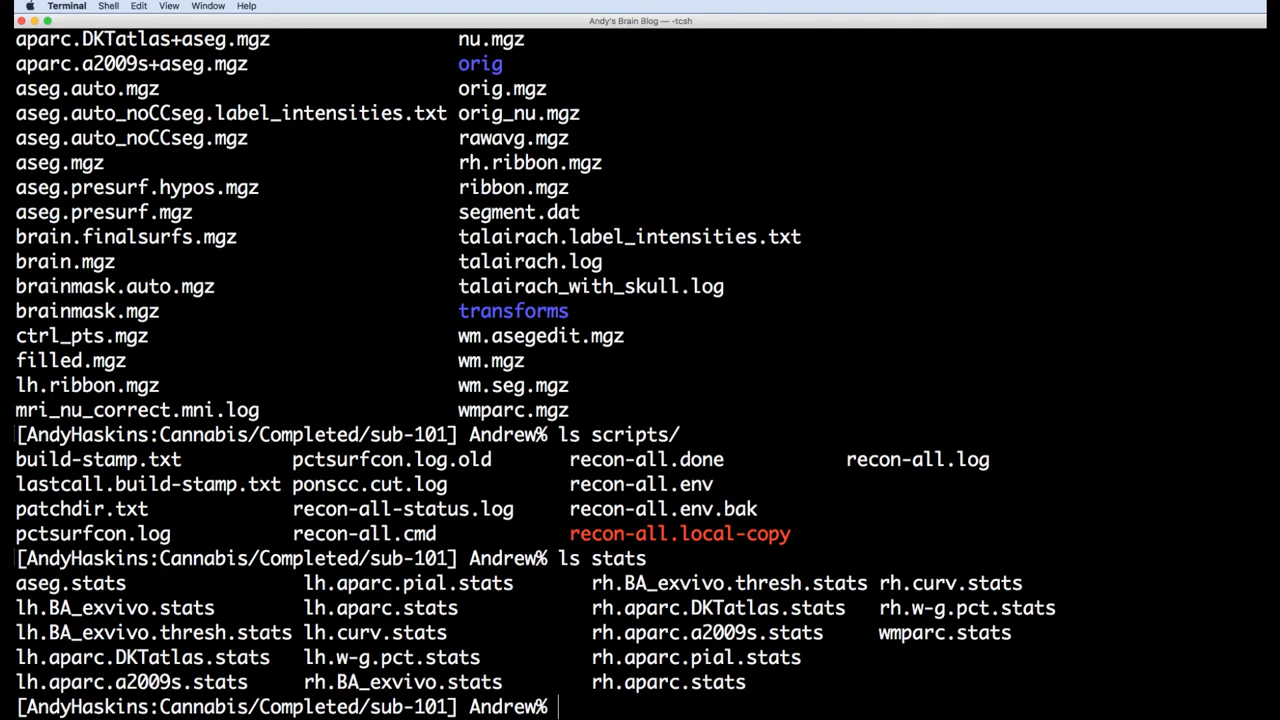 Terminal Shell Edit View Window Help
Andy's Brain Blog — -tcsh
aparc.DKTatlas+aseg.mgz nu.mgz
aparc.a2009s+aseg.mgz orig
aseg.auto.mgz orig.mgz
aseg.auto_noCCseg.label_intensities.txt orig_nu.mgz
aseg.auto_noCCseg.mgz rawavg.mgz
aseg.mgz rh.ribbon.mgz
aseg.presurf.hypos.mgz ribbon.mgz
aseg.presurf.mgz segment.dat
brain.finalsurfs.mgz talairach.label_intensities.txt
brain.mgz talairach.log
brainmask.auto.mgz talairach_with_skull.log
brainmask.mgz transforms
ctrl_pts.mgz wm.asegedit.mgz
filled.mgz wm.mgz
lh.ribbon.mgz wm.seg.mgz
mri_nu_correct.mni.log wmparc.mgz
[AndyHaskins:Cannabis/Completed/sub-101] Andrew% ls scripts/
build-stamp.txt pctsurfcon.log.old recon-all.done recon-all.log
lastcall.build-stamp.txt ponscc.cut.log recon-all.env
patchdir.txt recon-all-status.log recon-all.env.bak
pctsurfcon.log recon-all.cmd recon-all.local-copy
[AndyHaskins:Cannabis/Completed/sub-101] Andrew% ls stats
aseg.stats lh.aparc.pial.stats rh.BA_exvivo.thresh.stats rh.curv.stats
lh.BA_exvivo.stats lh.aparc.stats rh.aparc.DKTatlas.stats rh.w-g.pct.stats
lh.BA_exvivo.thresh.stats lh.curv.stats rh.aparc.a2009s.stats wmparc.stats
lh.aparc.DKTatlas.stats lh.w-g.pct.stats rh.aparc.pial.stats
lh.aparc.a2009s.stats rh.BA_exvivo.stats rh.aparc.stats
[AndyHaskins:Cannabis/Completed/sub-101] Andrew%